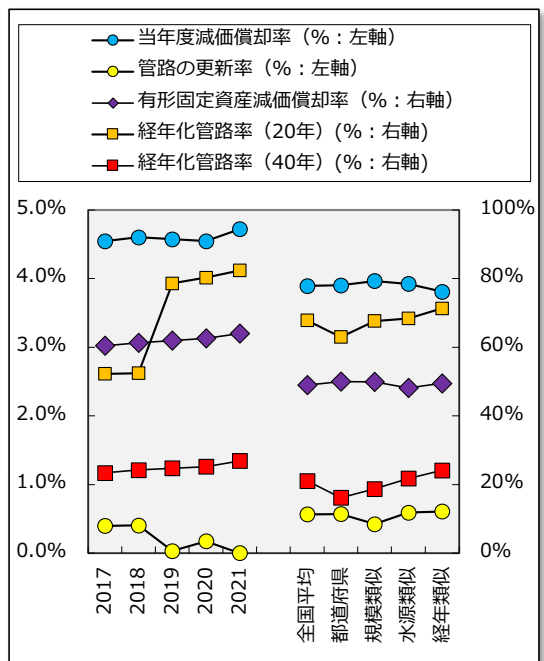 当年度減価償却率（%：左軸）
管路の更新率（%：左軸）
有形固定資産減価償却率（%：右軸）
経年化管路率（20年）(%：右軸)
経年化管路率（40年）(%：右軸)
5.0% 100%
4.0% 80%
3.0% 60%
2.0% 40%
1.0% 20%
0.0% 0%
2017
2018
2019
2020
2021
全国平均
都道府県
規模類似
水源類似
経年類似